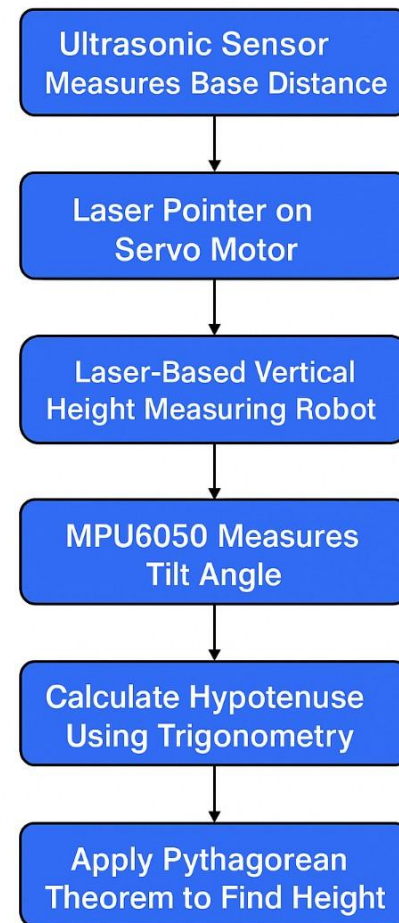 Ultrasonic Sensor
Measures Base Distance
Laser Pointer on
Servo Motor
Laser-Based Vertical
Height Measuring Robot
MPU6050 Measures
Tilt Angle
Calculate Hypotenuse
Using Trigonometry
Apply Pythagorean
Theorem to Find Height